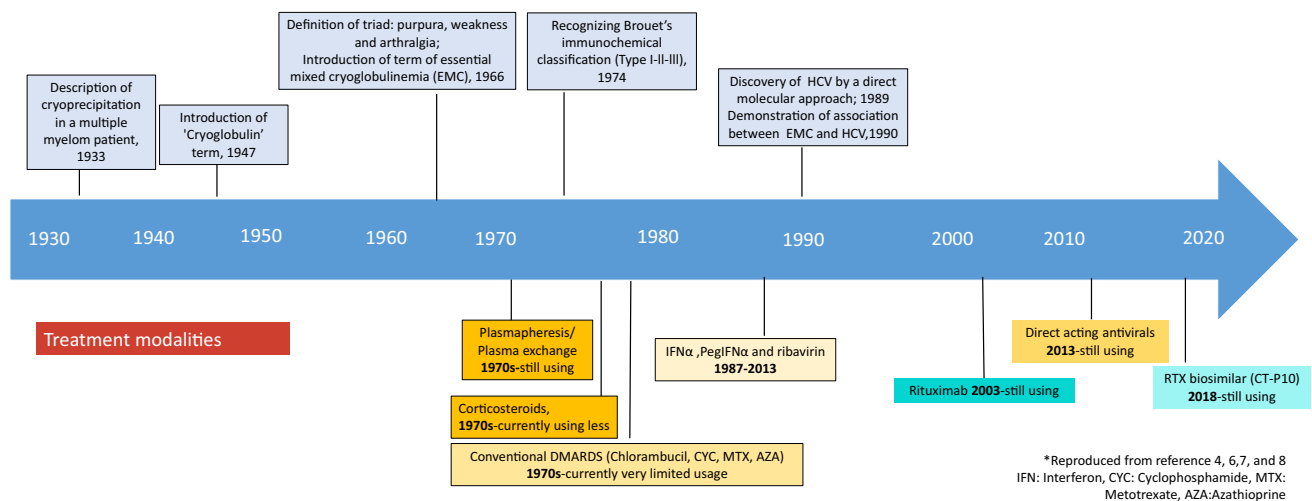 Description of
cryoprecipitation
in a multiple
myelom patient,
1933
Introduction of
'Cryoglobulin’
term, 1947
Definition of triad: purpura, weakness
and arthralgia;
Introduction of term of essential
mixed cryoglobulinemia (EMC), 1966
Recognizing Brouet’s
immunochemical
classification (Type I-II-III),
1974
Discovery of HCV by a direct
molecular approach; 1989
Demonstration of association
between EMC and HCV,1990
1930 1940 1950 1960 1970 1980 1990 2000 2010 2020
Treatment modalities
Plasmapheresis/
Plasma exchange
1970s-still using
Corticosteroids,
1970s-currently using less
Conventional DMARDS (Chlorambucil, CYC, MTX, AZA)
1970s-currently very limited usage
IFNα ,PegIFNα and ribavirin
1987-2013
Rituximab 2003-still using
Direct acting antivirals
2013-still using
RTX biosimilar (CT-P10)
2018-still using
*Reproduced from reference 4, 6,7, and 8
IFN: Interferon, CYC: Cyclophosphamide, MTX:
Metotrexate, AZA:Azathioprine